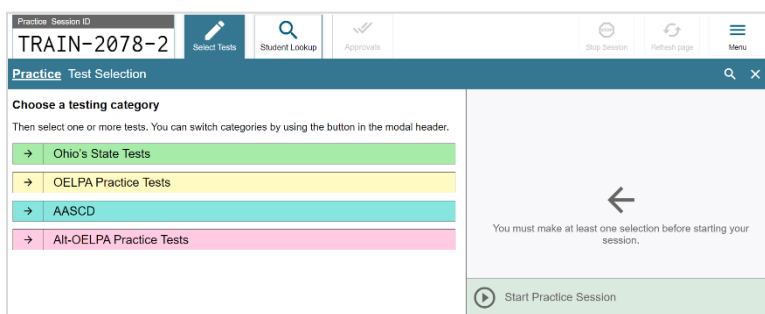 Practice Session ID
TRAIN-2078-2
Select Tests
Student Lookup
Approvals
Stop Session
Refresh page
Menu
Practice Test Selection
Choose a testing category
Then select one or more tests. You can switch categories by using the button in the modal header.
Ohio's State Tests
OELPA Practice Tests
AASCD
Alt-OELPA Practice Tests
You must make at least one selection before starting your
session.
Start Practice Session